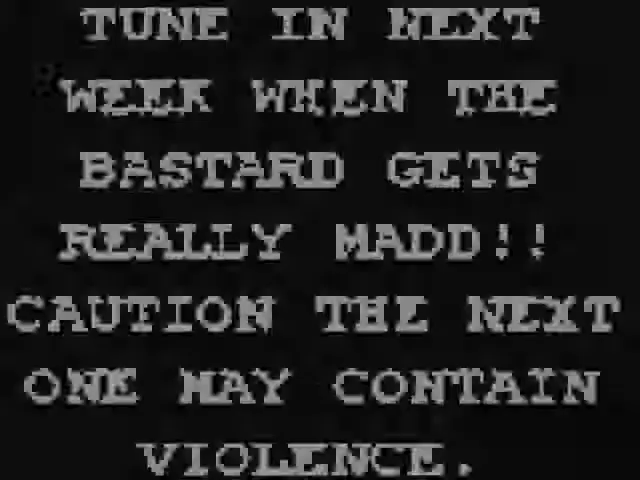 TUNE IN NEXT
WEEK WHEN THE
BASTARD GETS
REALLY MADD!!
CAUTION THE NEXT
ONE MAY CONTAIN
VIOLENCE.